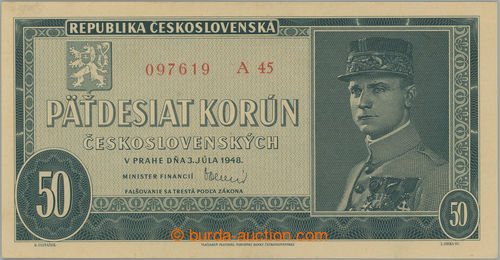 REPUBLIKA ČESKOSLOVENSKÁ
097619 A 45
PÄŤDESIAT KORÚN
ČESKOSLOVENSKÝCH
V PRAHE DŇA 3. JÚLA 1948.
MINISTER FINANCIÍ
FALŠOVANIE SA TRESTÁ PODĽA ZÁKONA
50
50
burda-auction.com